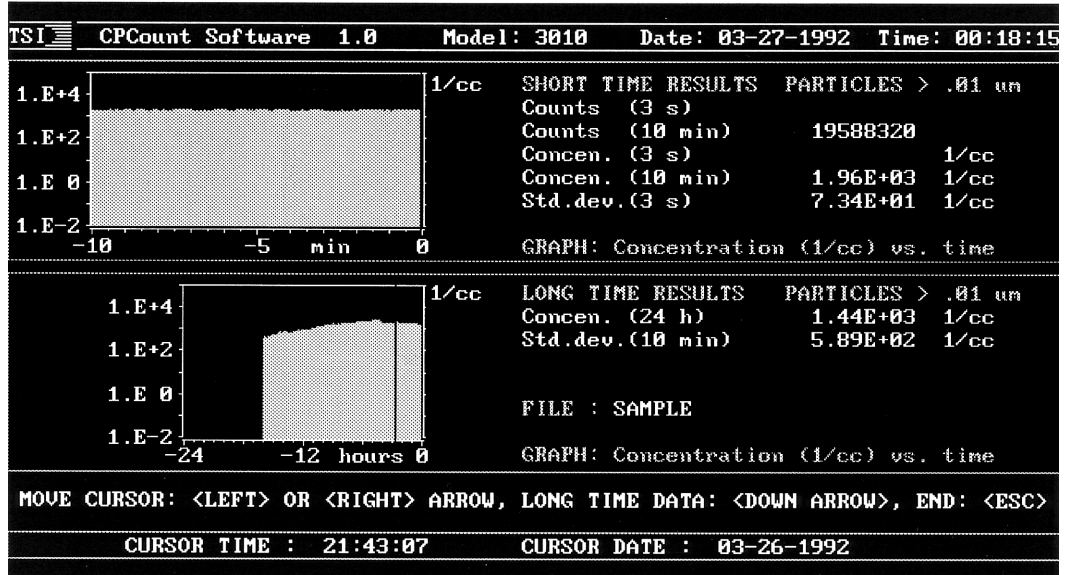 TSI CPCount Software 1.0 Model: 3010 Date: 03-27-1992 Time: 00:18:15
1/cc SHORT TIME RESULTS PARTICLES > .01 um
1.E+4
Counts (3 s)
1.E+2 Counts (10 min) 19588320
Concen. (3 s) 1/cc
1.E 0 Concen. (10 min) 1.96E+03 1/cc
Std.dev.(3 s) 7.34E+01 1/cc
1.E-2
-10 -5 min 0 GRAPH: Concentration (1/cc) vs. time
1/cc LONG TIME RESULTS PARTICLES > .01 um
1.E+4 Concen. (24 h) 1.44E+03 1/cc
Std.dev.(10 min) 5.89E+02 1/cc
1.E+2
1.E 0
FILE : SAMPLE
1.E-2
-24 -12 hours 0 GRAPH: Concentration (1/cc) vs. time
MOVE CURSOR: <LEFT> OR <RIGHT> ARROW, LONG TIME DATA: <DOWN ARROW>, END: <ESC>
CURSOR TIME : 21:43:07 CURSOR DATE : 03-26-1992